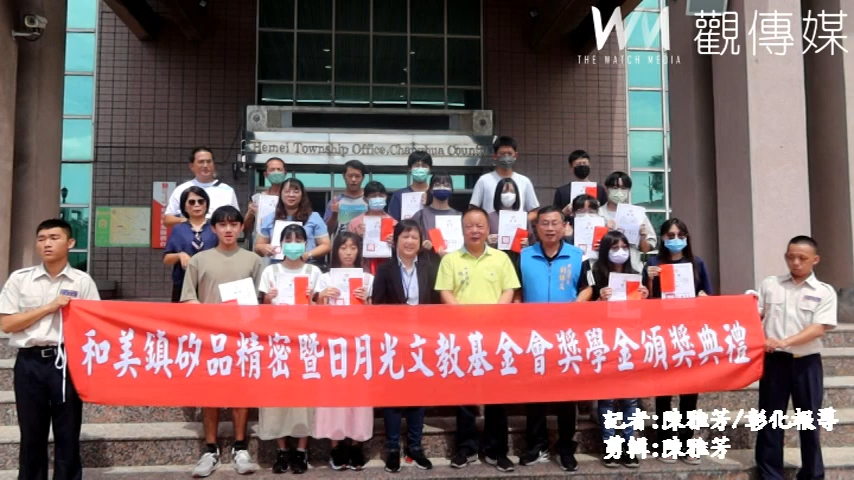 觀傳媒
THE WATCH MEDIA
Hemei Township Office, Changhua County
和美鎮矽品精密暨日月光文教基金會獎學金頒獎典禮
記者:陳雅芳/彰化報導
剪輯:陳雅芳